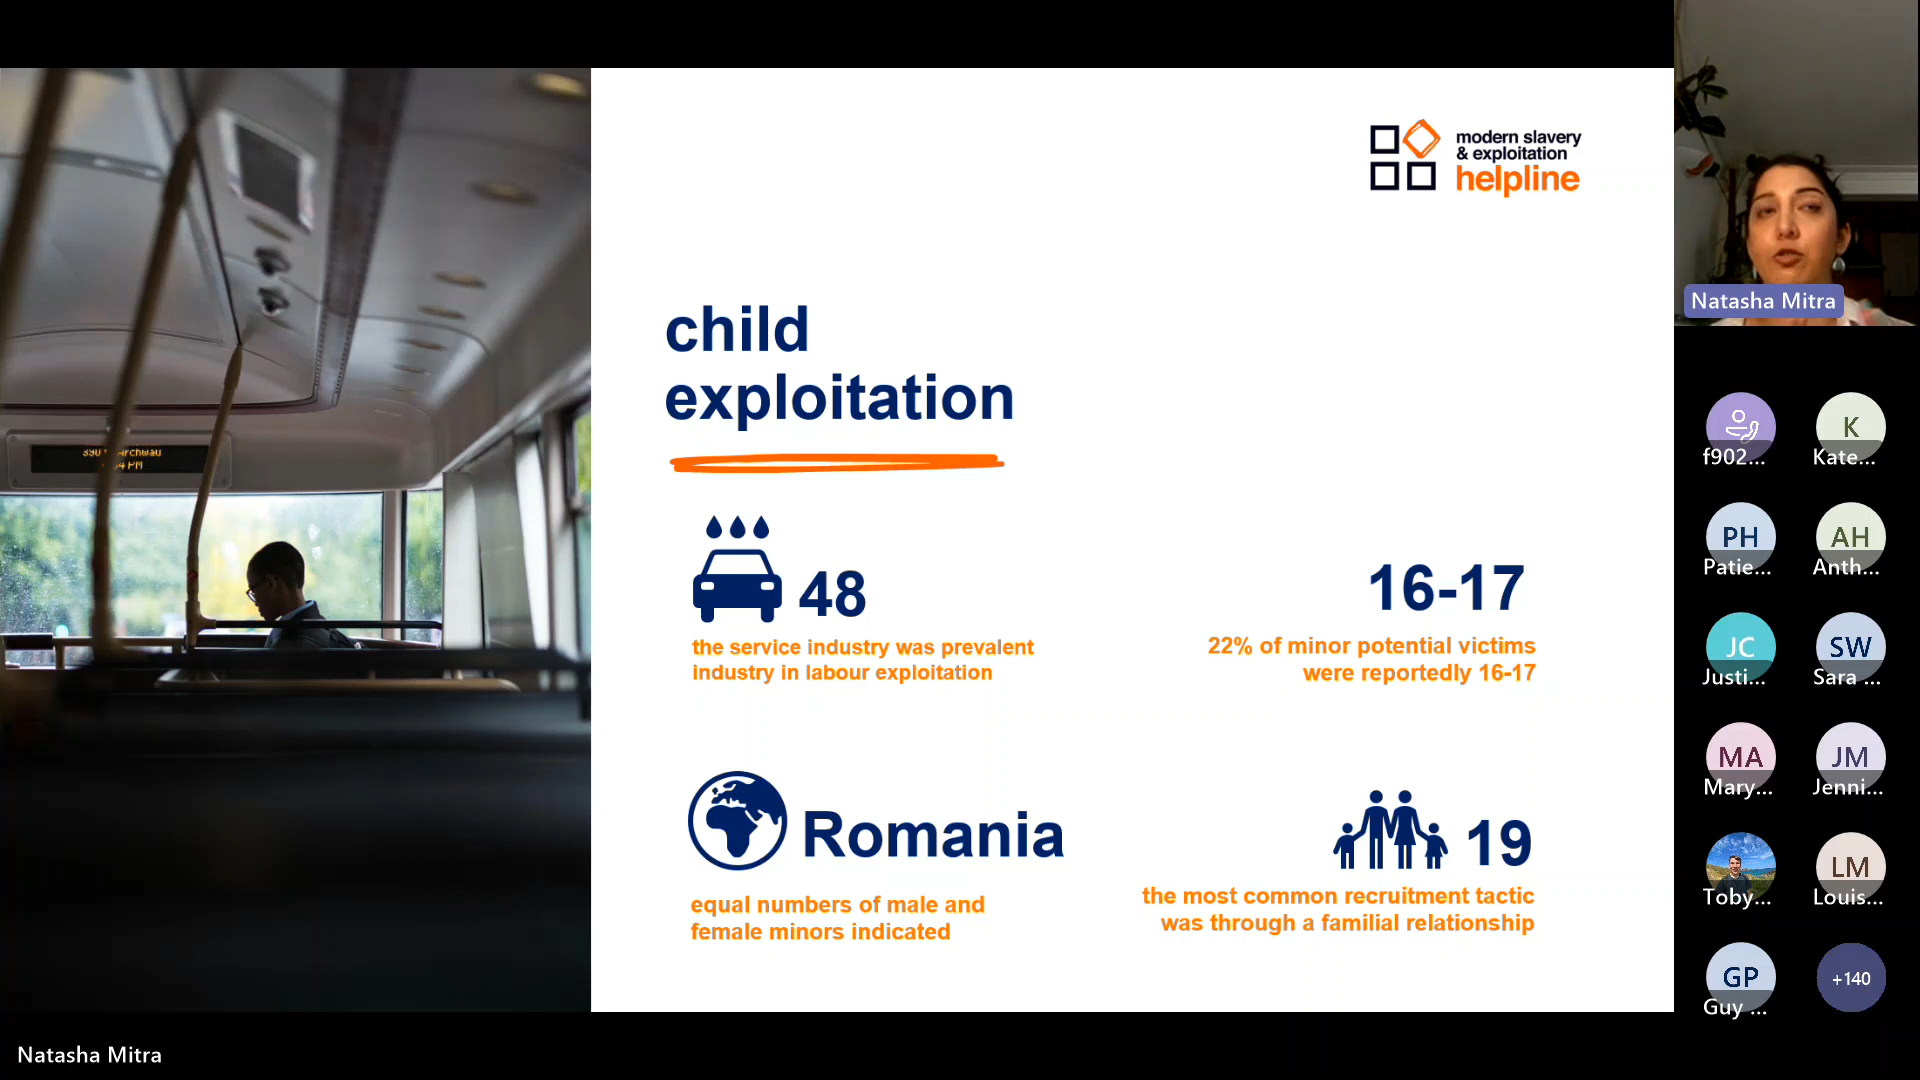 modern slavery
& exploitation
helpline
child
exploitation
48
the service industry was prevalent
industry in labour exploitation
16-17
22% of minor potential victims
were reportedly 16-17
Romania
equal numbers of male and
female minors indicated
19
the most common recruitment tactic
was through a familial relationship
Natasha Mitra
f902...
K
Kate...
PH
Patie...
AH
Anth...
JC
Justi...
SW
Sara ...
MA
Mary...
JM
Jenni...
Toby...
LM
Louis...
GP
Guy ...
+140
Natasha Mitra